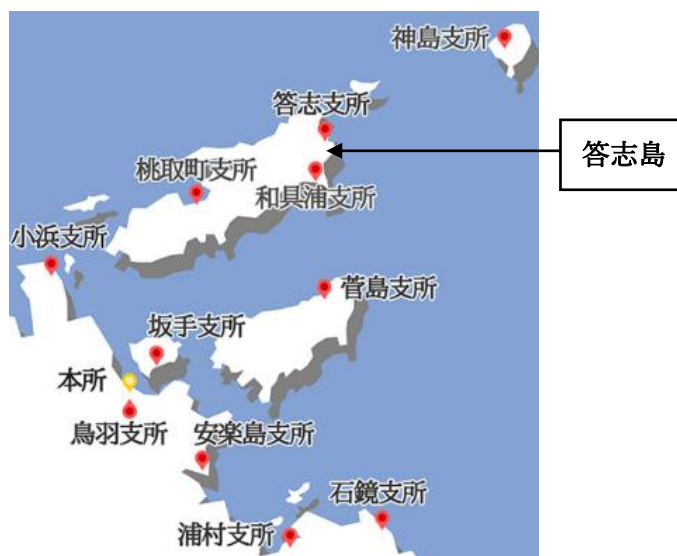 神島支所
答志支所
答志島
桃取町支所
和具浦支所
小浜支所
菅島支所
坂手支所
本所
鳥羽支所
安楽島支所
石鏡支所
浦村支所